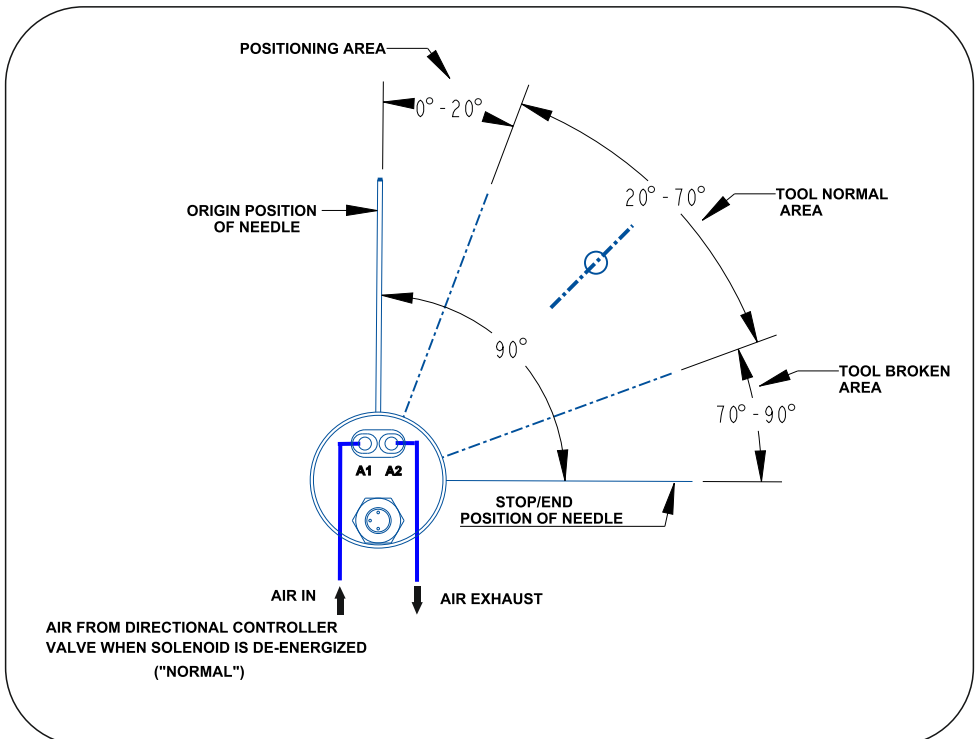 POSITIONING AREA
0° - 20°
ORIGIN POSITION
OF NEEDLE
20° - 70°
TOOL NORMAL
AREA
90°
TOOL BROKEN
AREA
70° - 90°
A1 A2
STOP/END
POSITION OF NEEDLE
AIR IN
AIR EXHAUST
AIR FROM DIRECTIONAL CONTROLLER
VALVE WHEN SOLENOID IS DE-ENERGIZED
("NORMAL")